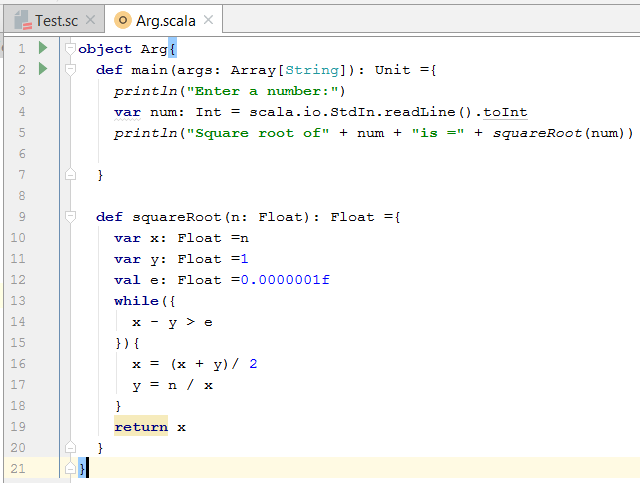 Test.sc Arg.scala
1 object Arg{
2 def main(args: Array[String]): Unit ={
3 println("Enter a number:")
4 var num: Int = scala.io.StdIn.readLine().toInt
5 println("Square root of" + num + "is =" + squareRoot(num))
6
7 }
8
9 def squareRoot(n: Float): Float ={
10 var x: Float =n
11 var y: Float =1
12 val e: Float =0.0000001f
13 while({
14 x - y > e
15 }){
16 x = (x + y)/ 2
17 y = n / x
18 }
19 return x
20 }
21 }